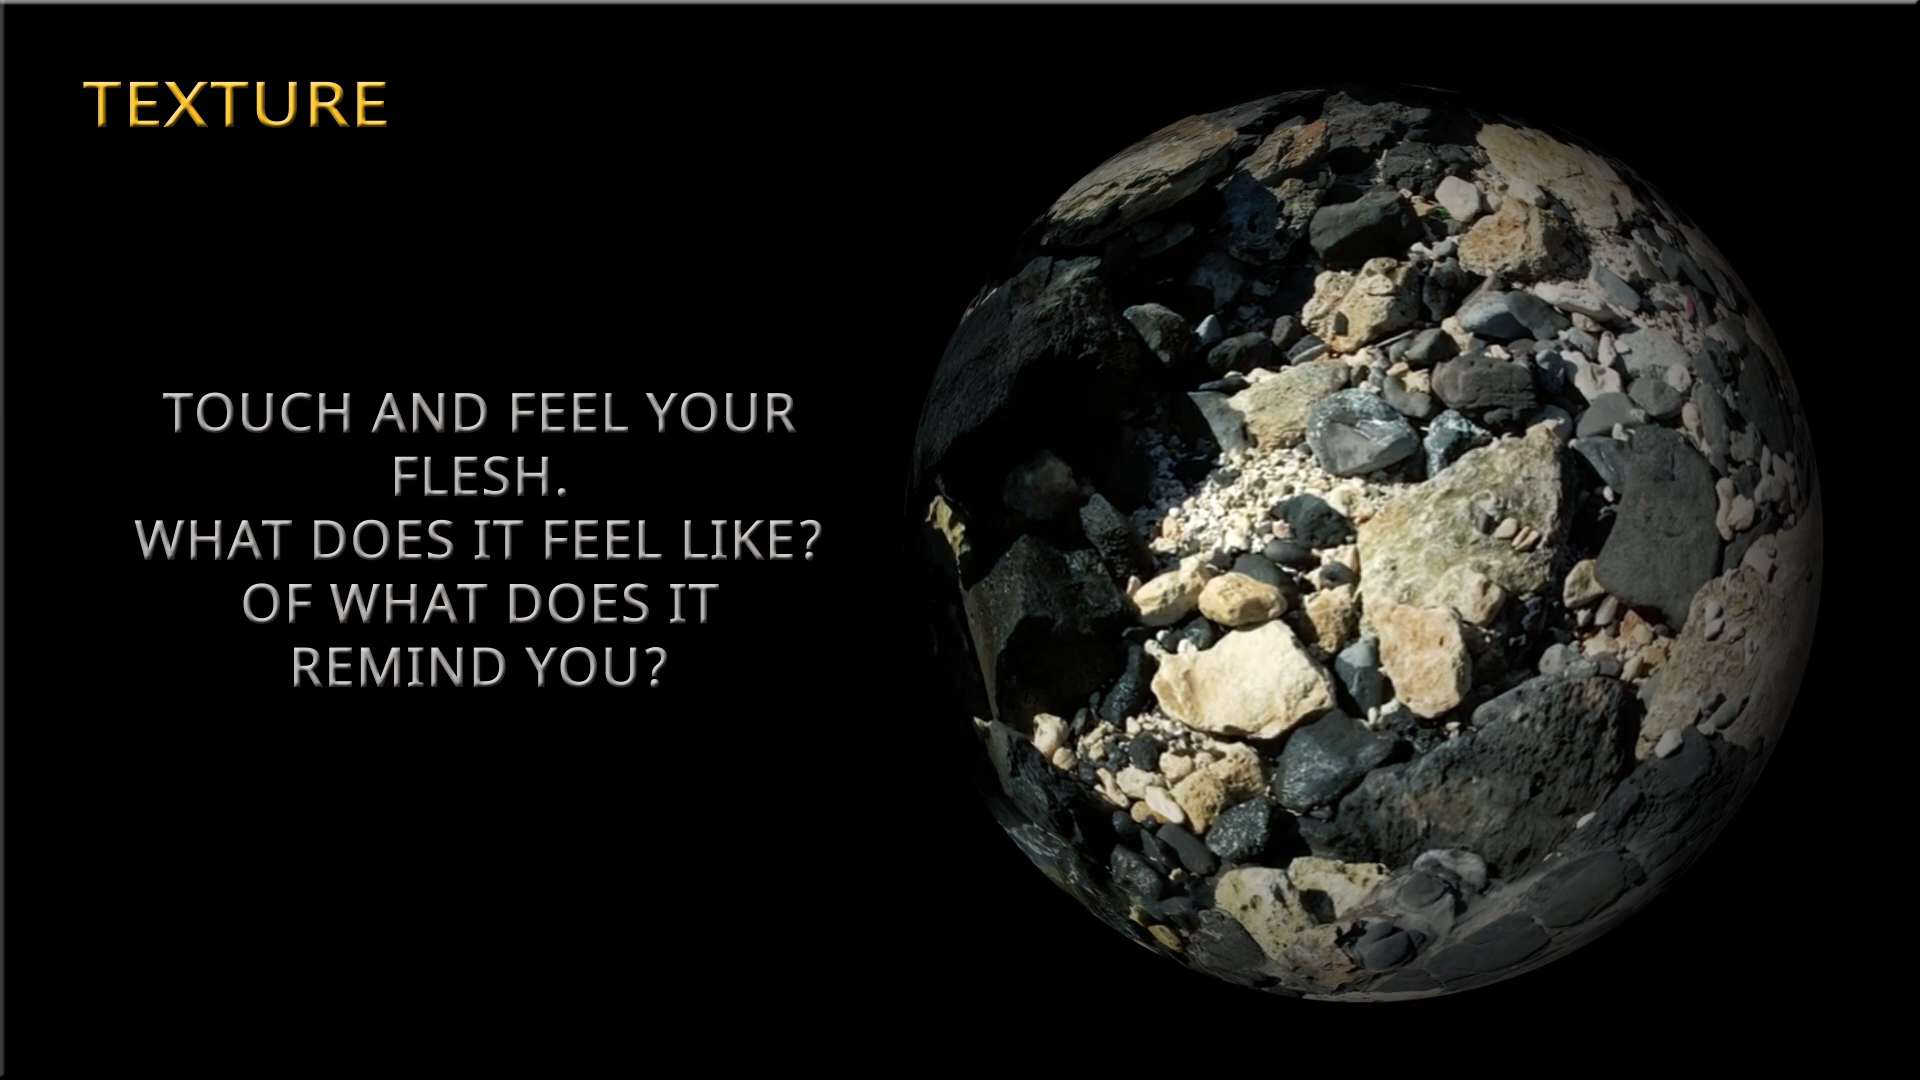 TEXTURE
TOUCH AND FEEL YOUR
FLESH.
WHAT DOES IT FEEL LIKE?
OF WHAT DOES IT
REMIND YOU?